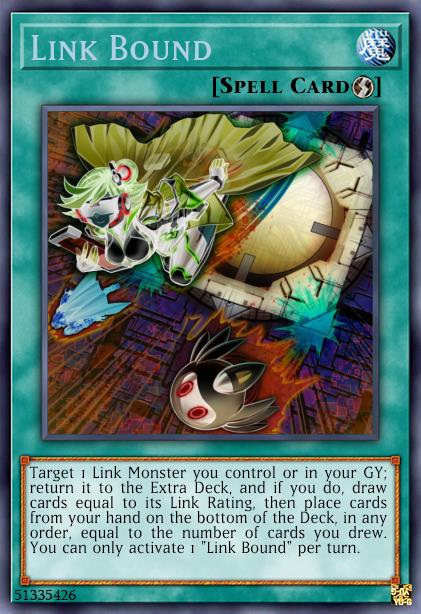 Link Bound
魔
[Spell Card]
Target 1 Link Monster you control or in your GY;
return it to the Extra Deck, and if you do, draw
cards equal to its Link Rating, then place cards
from your hand on the bottom of the Deck, in any
order, equal to the number of cards you drew.
You can only activate 1 "Link Bound" per turn.
51335426